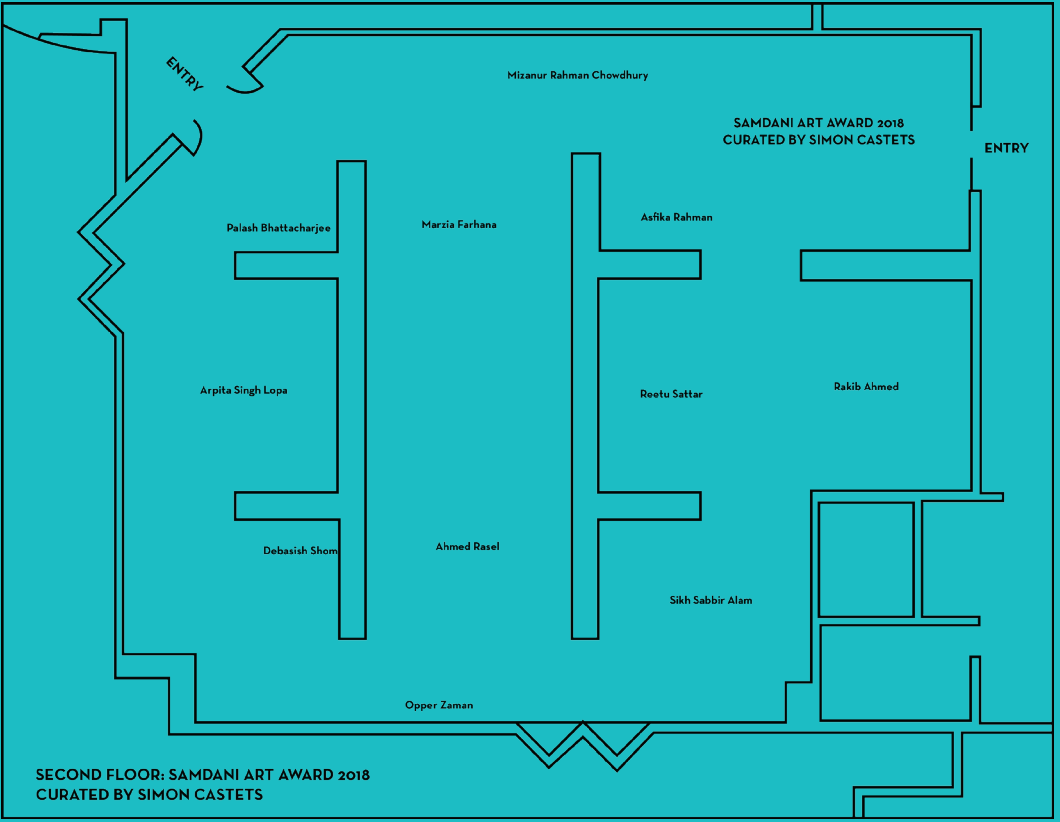 ENTRY
Mizanur Rahman Chowdhury
SAMDANI ART AWARD 2018
CURATED BY SIMON CASTETS
ENTRY
Palash Bhattacharjee
Marzia Farhana
Asfika Rahman
Arpita Singh Lopa
Reetu Sattar
Rakib Ahmed
Debasish Shom
Ahmed Rasel
Sikh Sabbir Alam
Opper Zaman
SECOND FLOOR: SAMDANI ART AWARD 2018
CURATED BY SIMON CASTETS